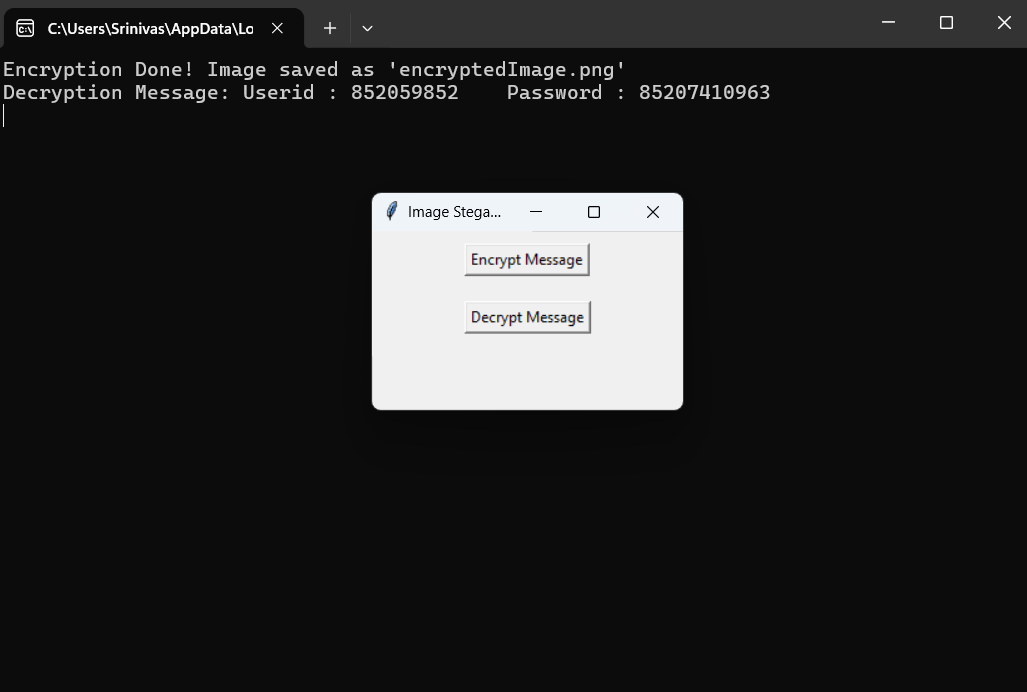 C:\Users\Srinivas\AppData\Lo
Encryption Done! Image saved as 'encryptedImage.png'
Decryption Message: Userid : 852059852    Password : 85207410963
Image Stega...
Encrypt Message
Decrypt Message